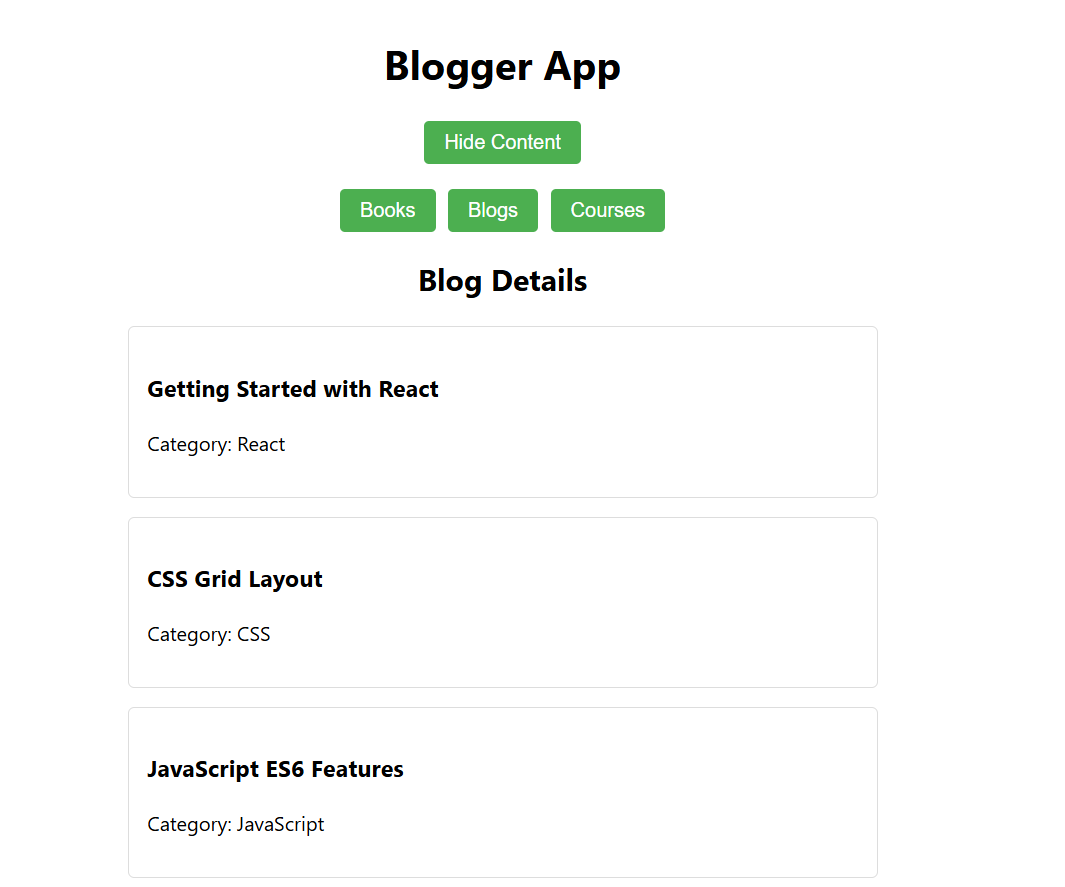 Blogger App
Hide Content
Books Blogs Courses
Blog Details
Getting Started with React
Category: React
CSS Grid Layout
Category: CSS
JavaScript ES6 Features
Category: JavaScript